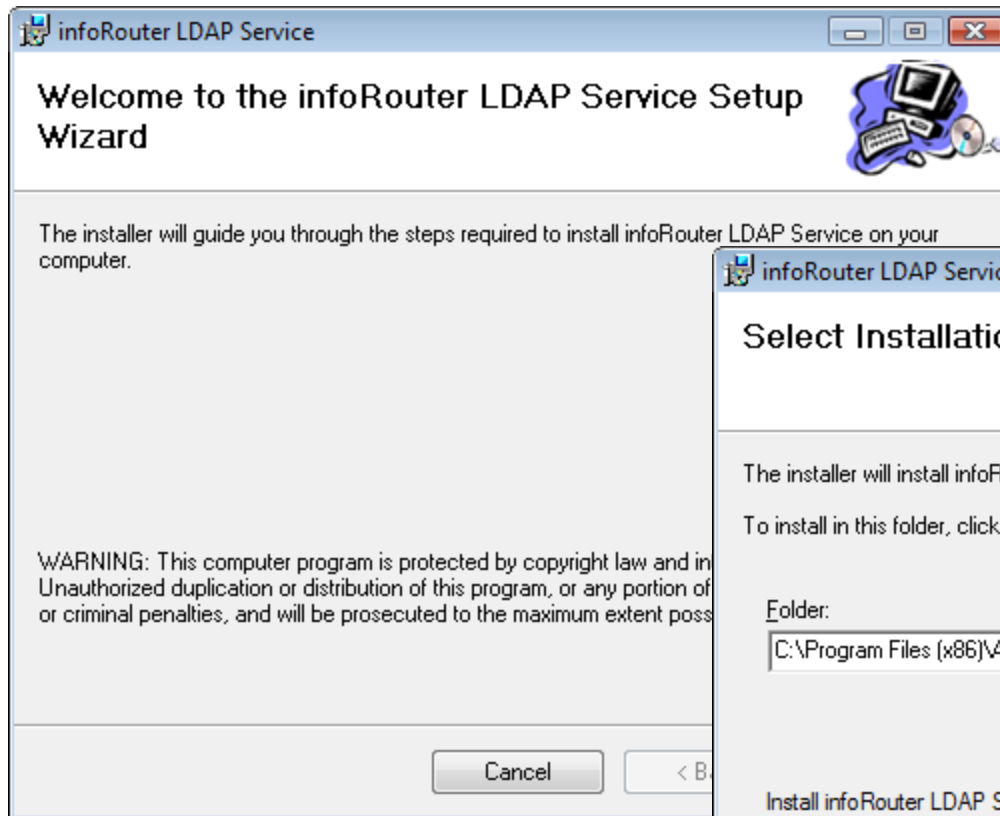 infoRouter LDAP Service
Welcome to the infoRouter LDAP Service Setup
Wizard
The installer will guide you through the steps required to install infoRouter LDAP Service on your
computer.
WARNING: This computer program is protected by copyright law and in
Unauthorized duplication or distribution of this program, or any portion of
or criminal penalties, and will be prosecuted to the maximum extent poss
Cancel
< B
infoRouter LDAP Servic
Select Installatio
The installer will install infoR
To install in this folder, click
Folder:
C:\Program Files (x86)\A
Install infoRouter LDAP S